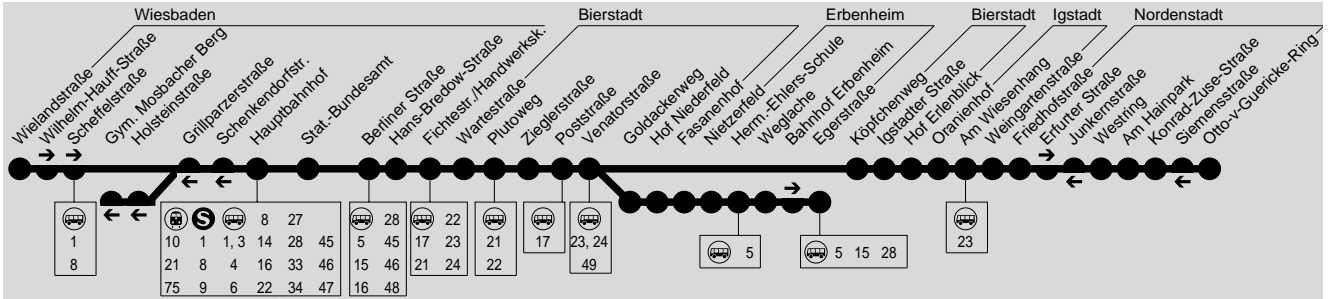 Wiesbaden
Bierstadt
Erbenheim
Bierstadt
Igstadt
Nordenstadt
Wielandstraße
Wilhelm-Hauff-Straße
Scheffelstraße
Gym. Mosbacher Berg
Holsteinstraße
Grillparzerstraße
Schenkendorfstr.
Hauptbahnhof
Stat.-Bundesamt
Berliner Straße
Hans-Bredow-Straße
Fichtestr./Handwerksk.
Wartestraße
Plutoweg
Zieglerstraße
Poststraße
Venatorstraße
Goldackerweg
Hof Niederfeld
Fasanenhof
Nietzerfeld
Herm.-Ehlers-Schule
Weglache
Bahnhof Erbenheim
Egerstraße
Köpfchenweg
Igstadter Straße
Hof Erlenblick
Oranienhof
Am Wiesenhang
Weingartenstraße
Friedhofstraße
Erfurter Straße
Junkernstraße
Westring
Am Hainpark
Konrad-Zuse-Straße
Siemensstraße
Otto-v-Guericke-Ring
1
8
S 8 27
10 1 1, 3 14 28 45
21 8 4 16 33 46
75 9 6 22 34 47
28
5 45
15 46
16 48
22
17 23
21 24
21
22
17
23, 24
49
5
5 15 28
23